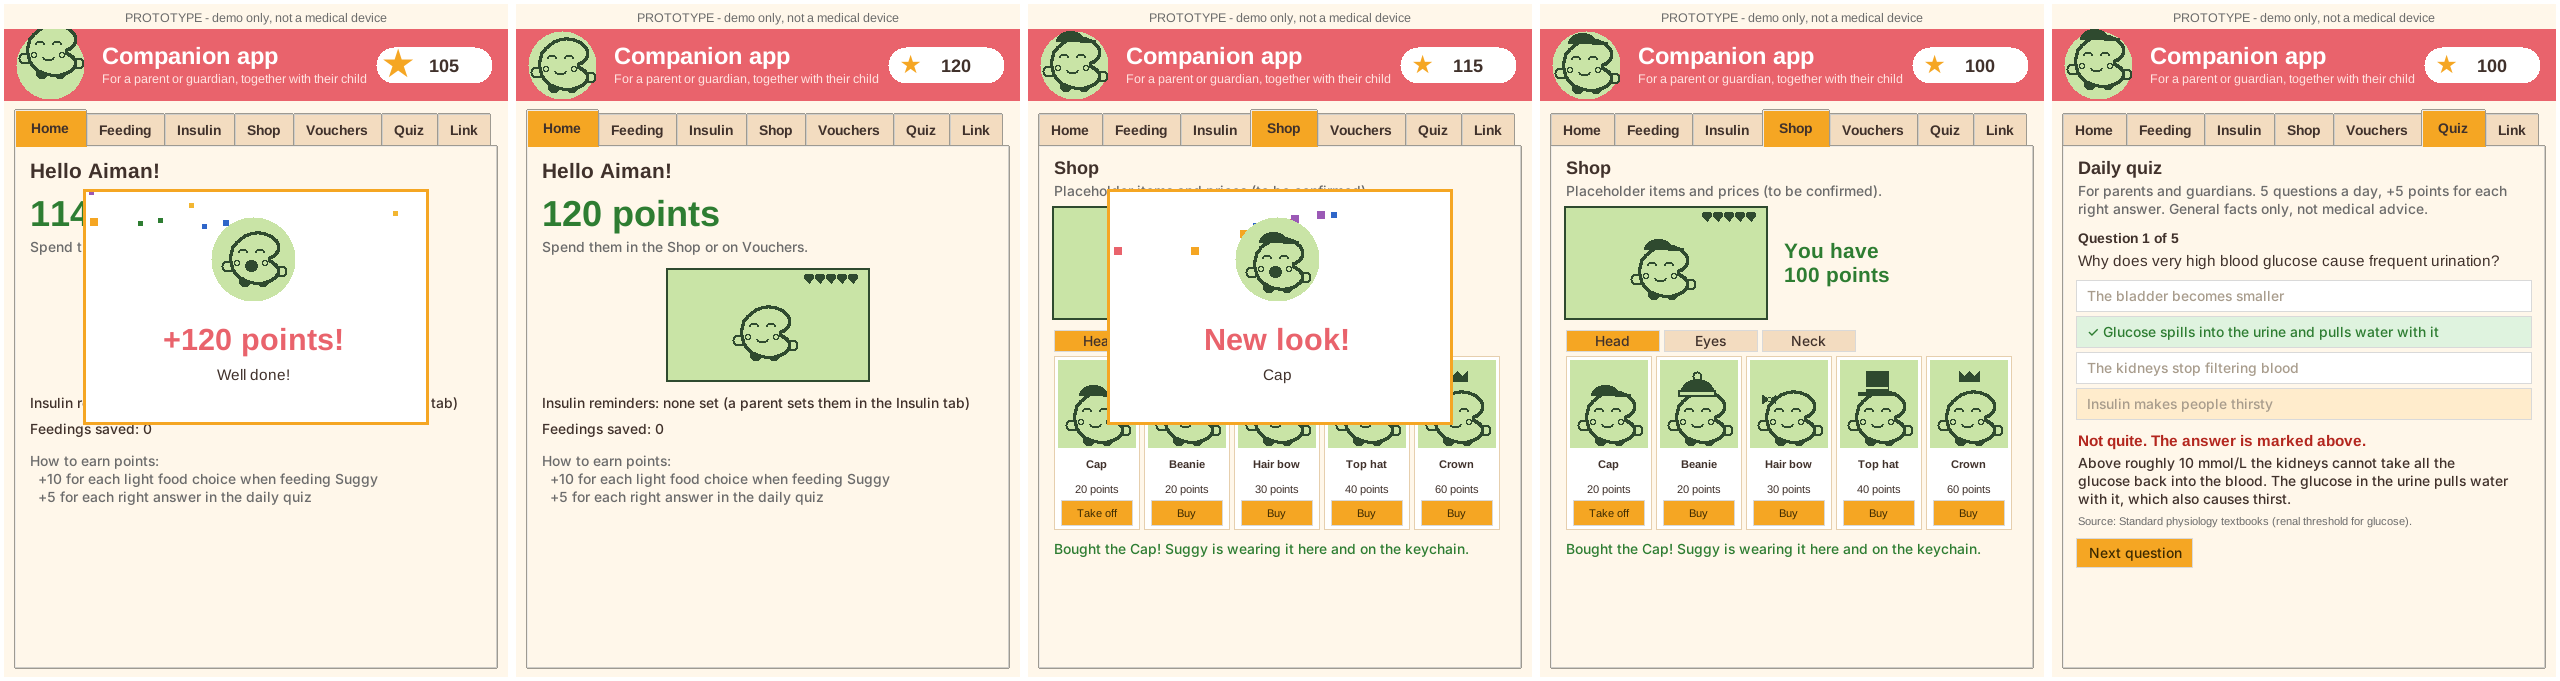 PROTOTYPE - demo only, not a medical device
Companion app
For a parent or guardian, together with their child
105
Home
Feeding
Insulin
Shop
Vouchers
Quiz
Link
Hello Aiman!
114
Spend t
+120 points!
Well done!
Insulin r
tab)
Feedings saved: 0
How to earn points:
+10 for each light food choice when feeding Suggy
+5 for each right answer in the daily quiz
PROTOTYPE - demo only, not a medical device
Companion app
For a parent or guardian, together with their child
120
Home
Feeding
Insulin
Shop
Vouchers
Quiz
Link
Hello Aiman!
120 points
Spend them in the Shop or on Vouchers.
Insulin reminders: none set (a parent sets them in the Insulin tab)
Feedings saved: 0
How to earn points:
+10 for each light food choice when feeding Suggy
+5 for each right answer in the daily quiz
PROTOTYPE - demo only, not a medical device
Companion app
For a parent or guardian, together with their child
115
Home
Feeding
Insulin
Shop
Vouchers
Quiz
Link
Shop
Placeholder items and prices (to be confirmed).
New look!
Cap
Hea
Cap
Beanie
Hair bow
Top hat
Crown
20 points
20 points
30 points
40 points
60 points
Take off
Buy
Buy
Buy
Buy
Bought the Cap! Suggy is wearing it here and on the keychain.
PROTOTYPE - demo only, not a medical device
Companion app
For a parent or guardian, together with their child
100
Home
Feeding
Insulin
Shop
Vouchers
Quiz
Link
Shop
Placeholder items and prices (to be confirmed).
You have
100 points
Head
Eyes
Neck
Cap
Beanie
Hair bow
Top hat
Crown
20 points
20 points
30 points
40 points
60 points
Take off
Buy
Buy
Buy
Buy
Bought the Cap! Suggy is wearing it here and on the keychain.
PROTOTYPE - demo only, not a medical device
Companion app
For a parent or guardian, together with their child
100
Home
Feeding
Insulin
Shop
Vouchers
Quiz
Link
Daily quiz
For parents and guardians. 5 questions a day, +5 points for each
right answer. General facts only, not medical advice.
Question 1 of 5
Why does very high blood glucose cause frequent urination?
The bladder becomes smaller
✓ Glucose spills into the urine and pulls water with it
The kidneys stop filtering blood
Insulin makes people thirsty
Not quite. The answer is marked above.
Above roughly 10 mmol/L the kidneys cannot take all the
glucose back into the blood. The glucose in the urine pulls water
with it, which also causes thirst.
Source: Standard physiology textbooks (renal threshold for glucose).
Next question